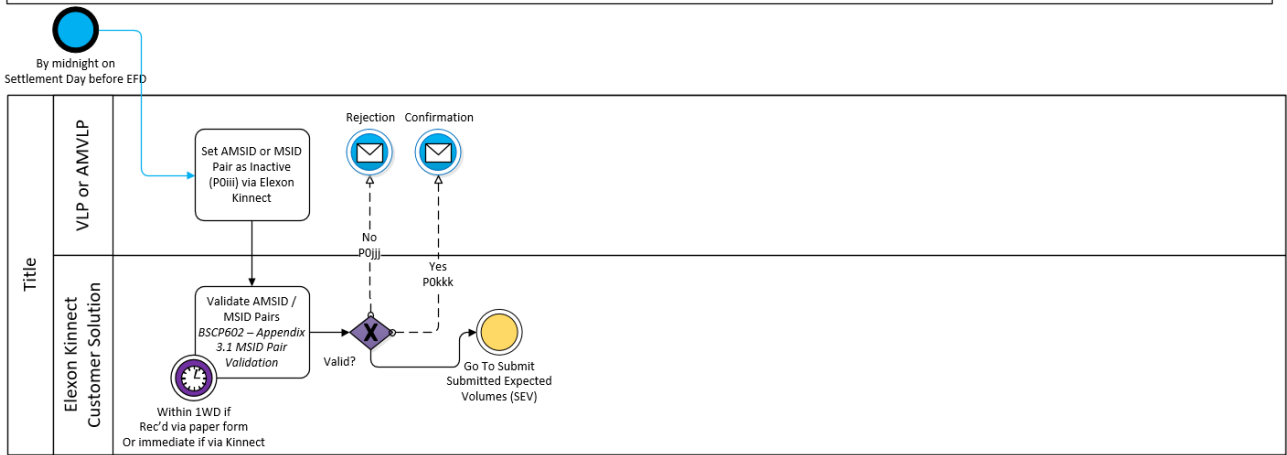 By midnight on
Settlement Day before EFD
Title
VLP or AMVLP
Set AMSID or MSID
Pair as Inactive
(P0iii) via Elexon
Kinnect
Rejection
Confirmation
No
P0jjj
Yes
P0kkk
Elexon Kinnect
Customer Solution
Validate AMSID /
MSID Pairs
BSCP602 – Appendix
3.1 MSID Pair
Validation
X
Valid?
Go To Submit
Submitted Expected
Volumes (SEV)
Within 1WD if
Rec'd via paper form
Or immediate if via Kinnect